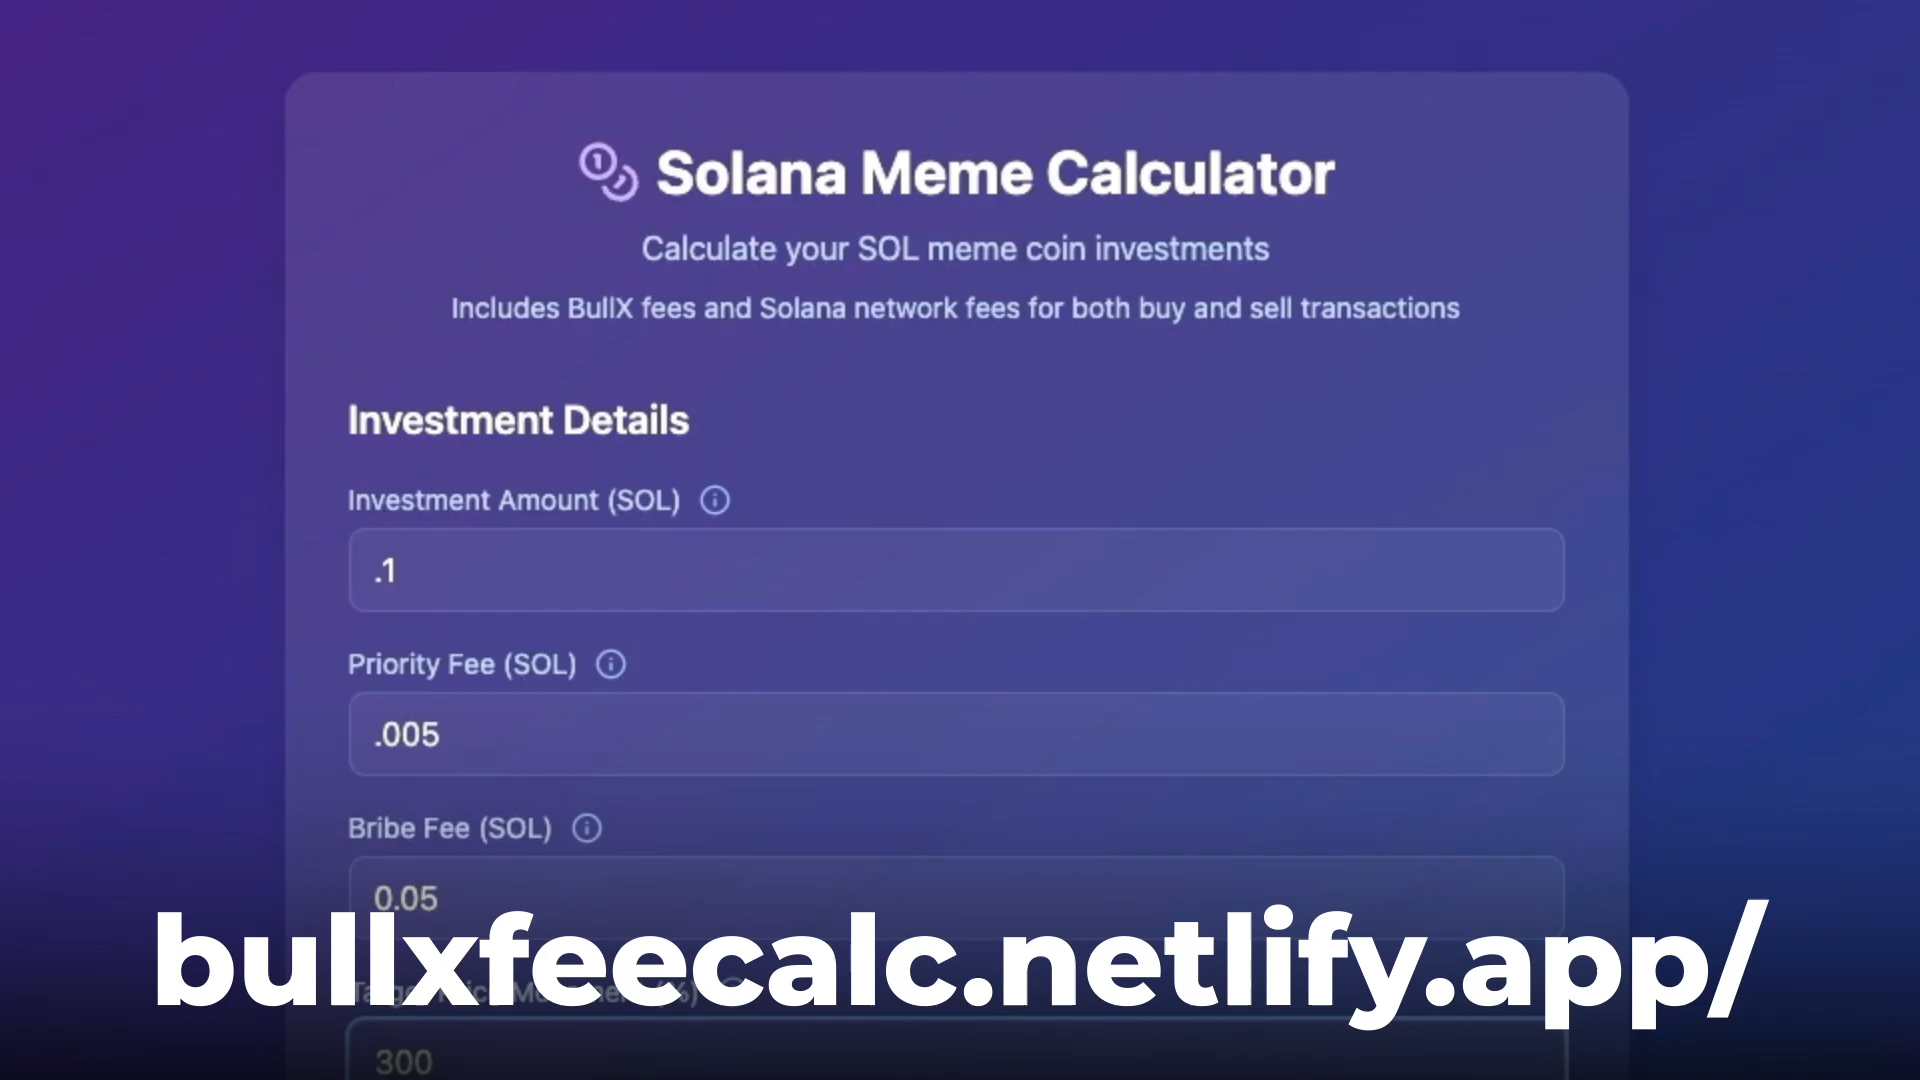 Solana Meme Calculator
Calculate your SOL meme coin investments
Includes BullX fees and Solana network fees for both buy and sell transactions
Investment Details
Investment Amount (SOL)
.1
Priority Fee (SOL)
.005
Bribe Fee (SOL)
0.05
bullxfeecalc.netlify.app/
300